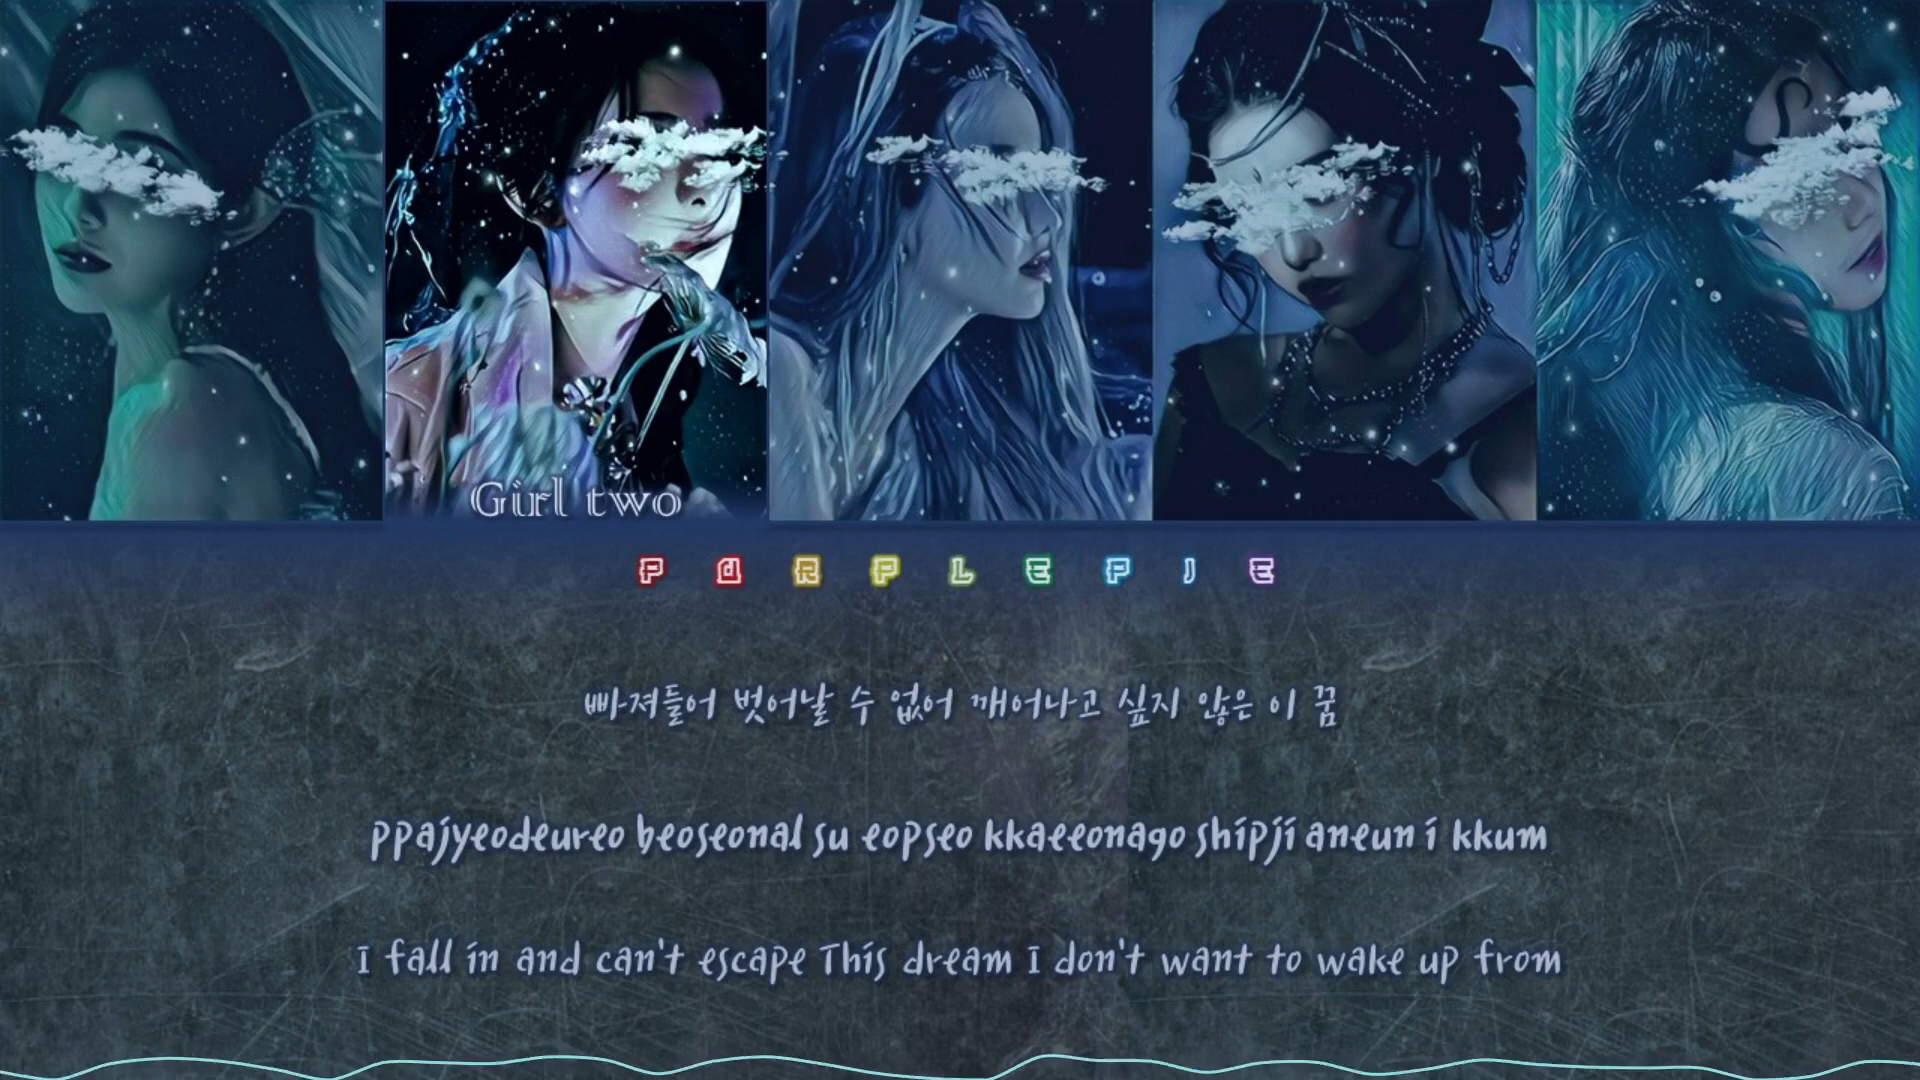 Girl two
P a R P L E P I E
빠져들어 벗어날 수 없어 깨어나고 싶지 않은 이 꿈
ppajyeodeureo beoseonal su eopseo kkaeeonago shipji aneun i kkum
I fall in and can't escape This dream I don't want to wake up from